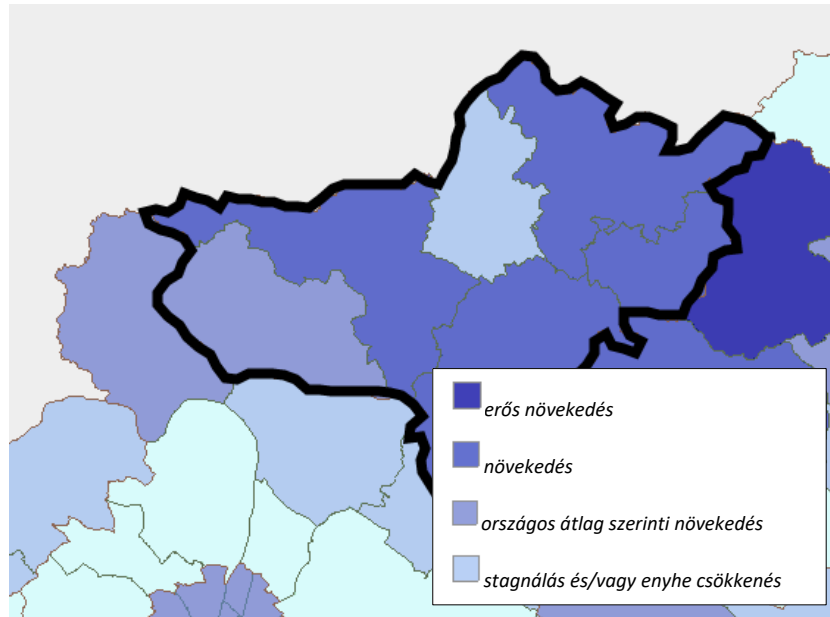 erős növekedés
növekedés
országos átlag szerinti növekedés
stagnálás és/vagy enyhe csökkenés